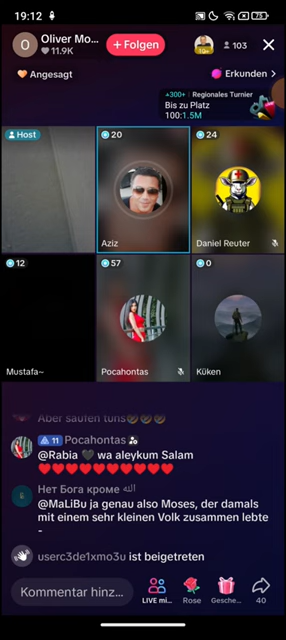 19:12
75
O
Oliver Mo...
11.9K
+ Folgen
10+
103
Angesagt
Erkunden >
+300+ / Regionales Turnier
Bis zu Platz
100:1.5M
Host
20
24
Aziz
Daniel Reuter
12
57
0
Mustafa~
Pocahontas
Küken
Aber saufen tuns🤣🤣🤣
11 Pocahontas
@Rabia 🖤 wa aleykum Salam
❤️❤️❤️❤️❤️❤️❤️❤️❤️❤️❤️
Нет Бога кроме الله
@MaLiBu ja genau also Moses, der damals
mit einem sehr kleinen Volk zusammen lebte
-
userc3de1xmo3u ist beigetreten
Kommentar hinz...
LIVE mi...
Rose
Gesche...
40